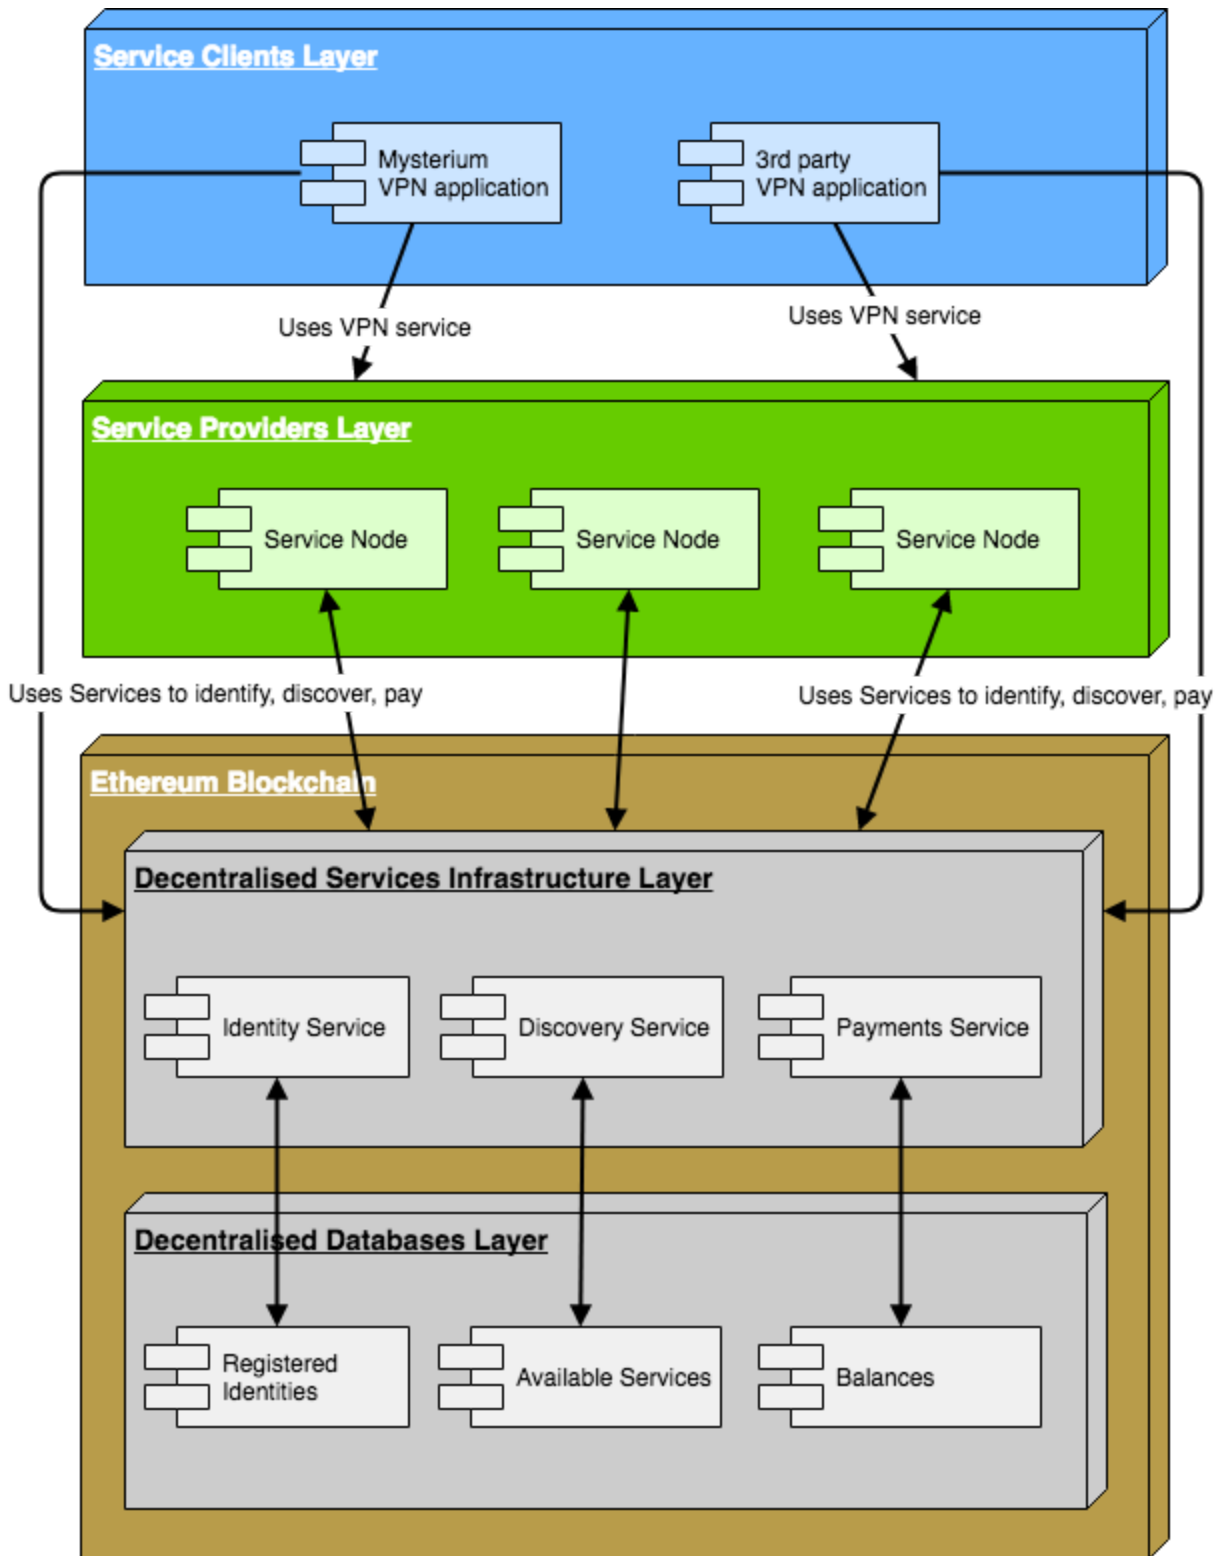 Service Clients Layer
Mysterium
VPN application
3rd party
VPN application
Uses VPN service
Uses VPN service
Service Providers Layer
Service Node
Service Node
Service Node
Uses Services to identify, discover, pay
Uses Services to identify, discover, pay
Ethereum Blockchain
Decentralised Services Infrastructure Layer
Identity Service
Discovery Service
Payments Service
Decentralised Databases Layer
Registered
Identities
Available Services
Balances